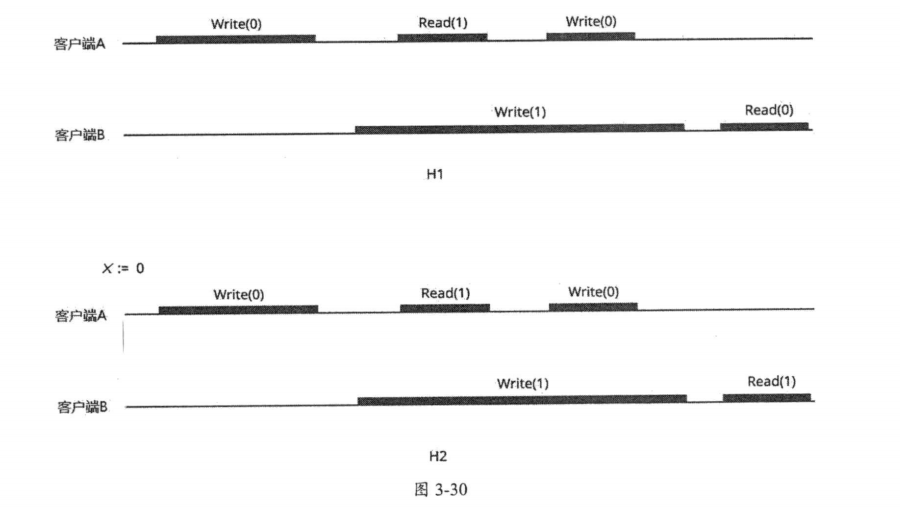 Write(0) Read(1) Write(0)
客户端A
Write(1) Read(0)
客户端B
H1
X := 0
Write(0) Read(1) Write(0)
客户端A
Write(1) Read(1)
客户端B
H2
图 3-30